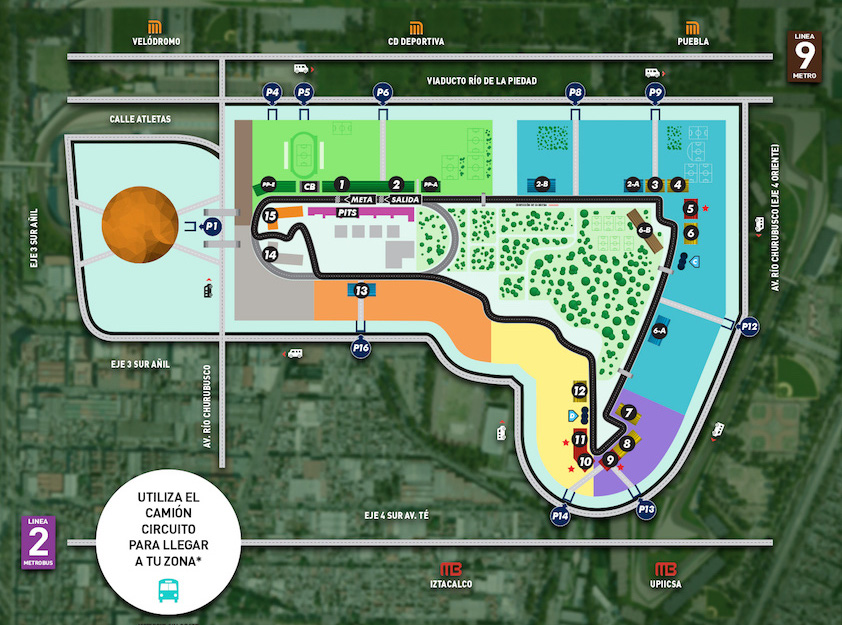 VELÓDROMO
CD DEPORTIVA
PUEBLA
LINEA
9
METRO
VIADUCTO RÍO DE LA PIEDAD
P4
P5
P6
P8
P9
CALLE ATLETAS
AV. RÍO CHURUBUSCO (EJE 4 ORIENTE)
PP-E
CB
1
2
PP-A
2-B
2-A
3
4
META
SALIDA
PITS
5
15
6-B
6
P1
EJE 3 SUR AÑIL
14
13
P12
6-A
P16
EJE 3 SUR AÑIL
AV. RÍO CHURUBUSCO
12
7
11
8
10
9
P14
P13
UTILIZA EL
CAMIÓN
CIRCUITO
PARA LLEGAR
A TU ZONA*
EJE 4 SUR AV. TÉ
LINEA
2
METROBUS
IZTACALCO
UPIICSA